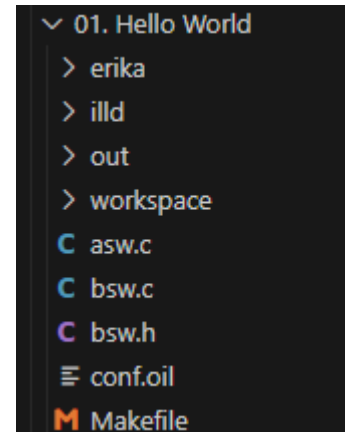 01. Hello World
erika
illd
out
workspace
C asw.c
C bsw.c
C bsw.h
conf.oil
M Makefile